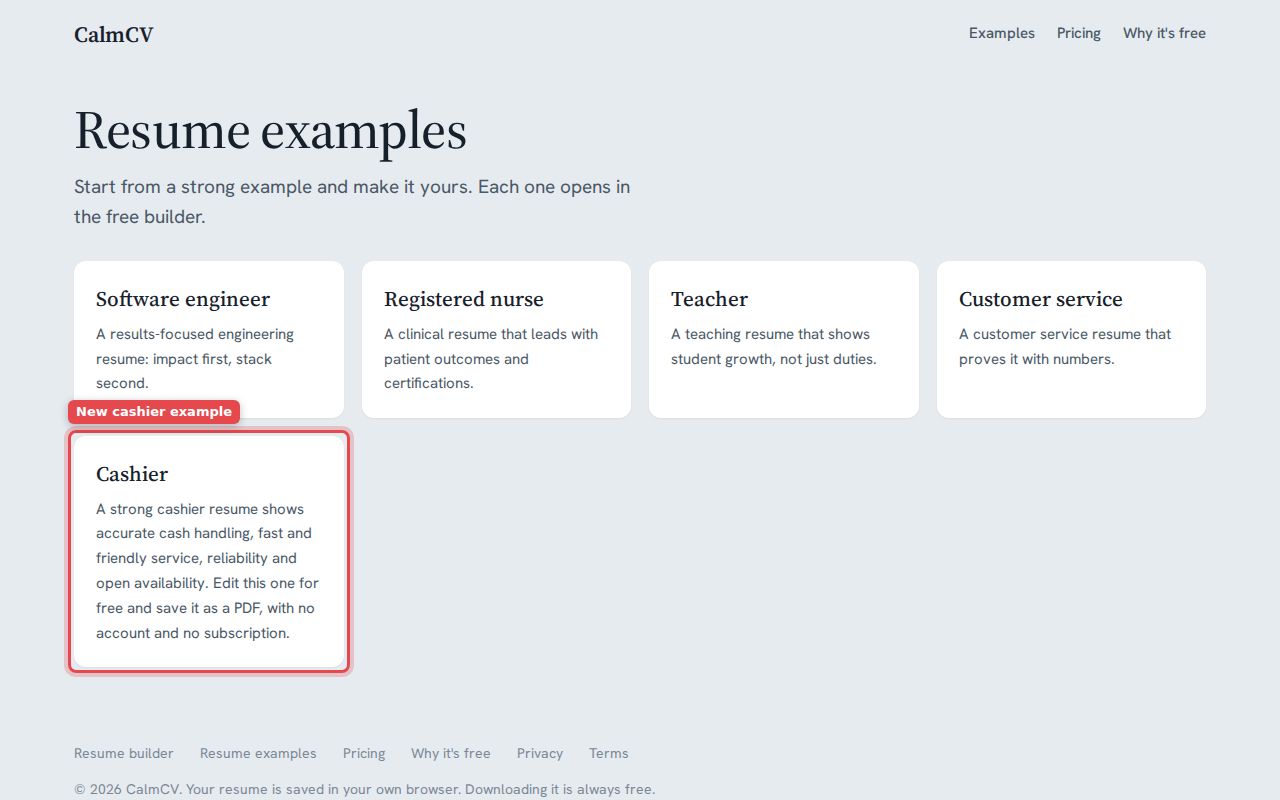 CalmCV
Examples
Pricing
Why it's free
Resume examples
Start from a strong example and make it yours. Each one opens in
the free builder.
Software engineer
A results-focused engineering
resume: impact first, stack
second.
Registered nurse
A clinical resume that leads with
patient outcomes and
certifications.
Teacher
A teaching resume that shows
student growth, not just duties.
Customer service
A customer service resume that
proves it with numbers.
New cashier example
Cashier
A strong cashier resume shows
accurate cash handling, fast and
friendly service, reliability and
open availability. Edit this one for
free and save it as a PDF, with no
account and no subscription.
Resume builder
Resume examples
Pricing
Why it's free
Privacy
Terms
© 2026 CalmCV. Your resume is saved in your own browser. Downloading it is always free.